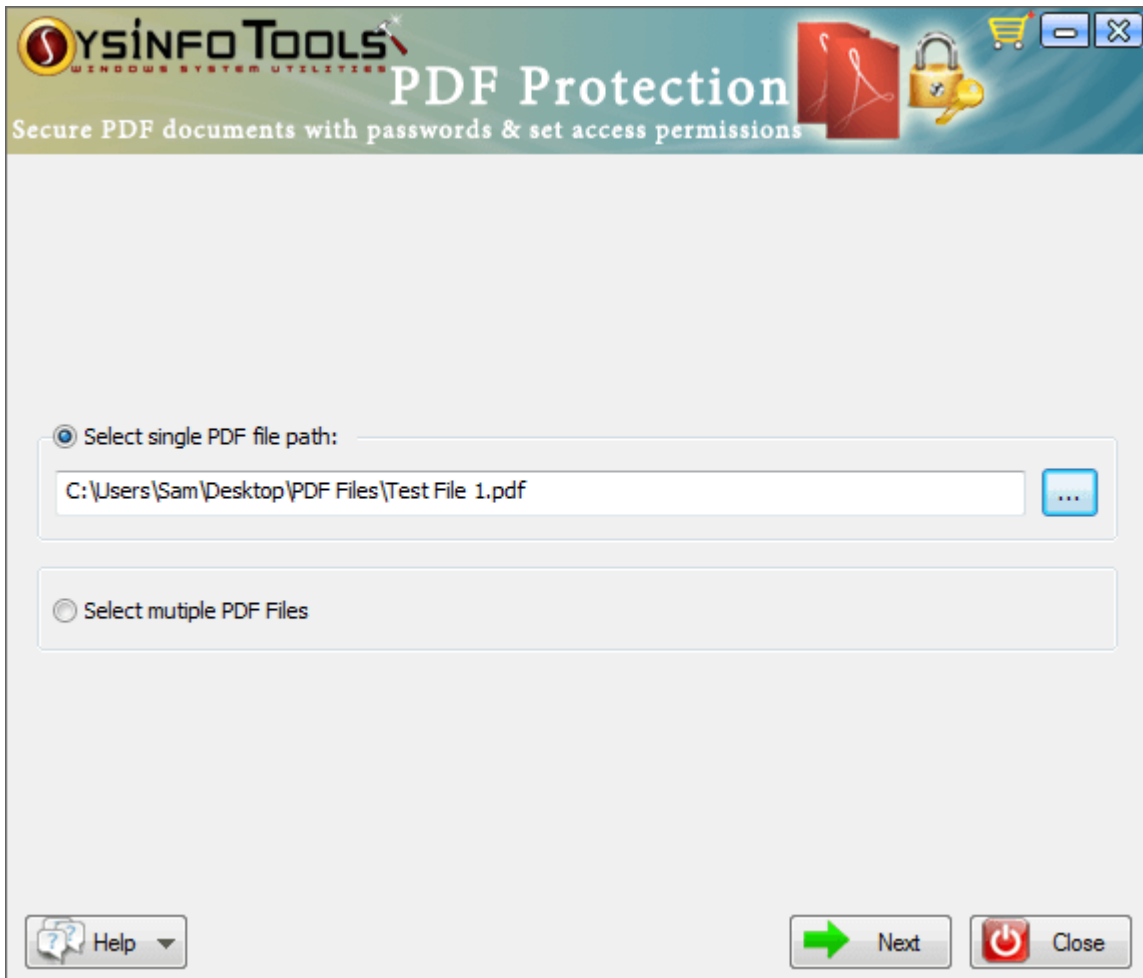 SYSINFO TOOLS
WINDOWS SYSTEM UTILITIES
PDF Protection
Secure PDF documents with passwords & set access permissions
Select single PDF file path:
C:\Users\Sam\Desktop\PDF Files\Test File 1.pdf
...
Select mutiple PDF Files
Help
Next
Close